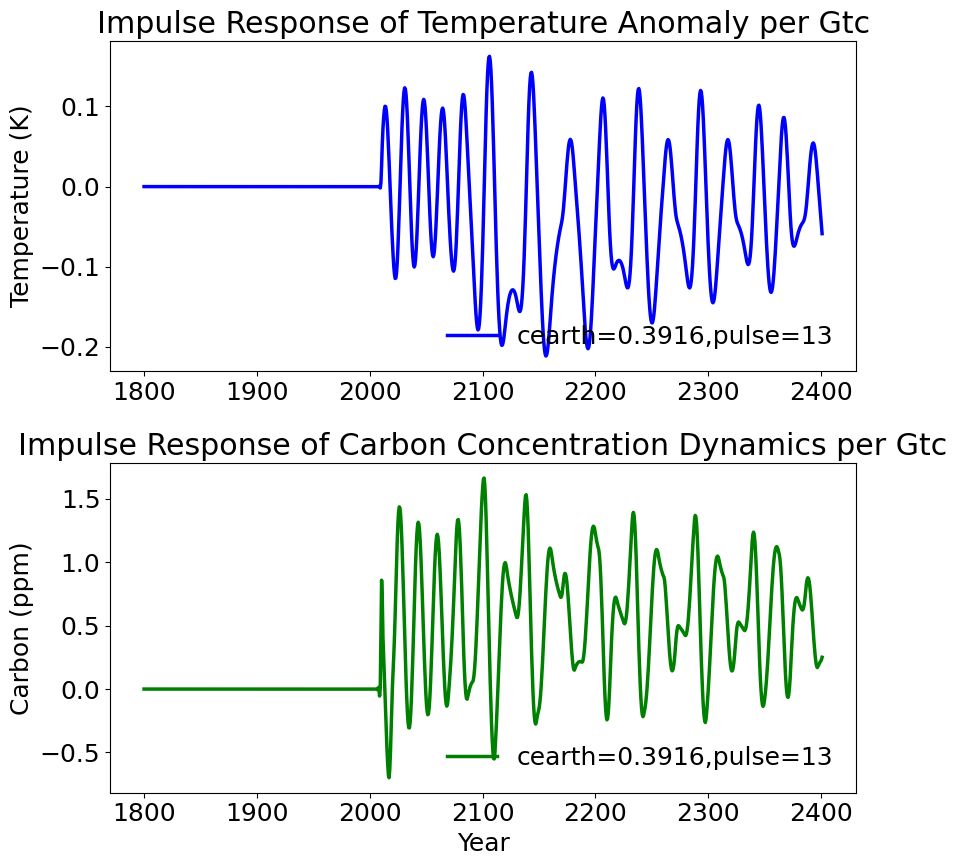 Impulse Response of Temperature Anomaly per Gtc
Temperature (K)
0.1
0.0
−0.1
−0.2
cearth=0.3916,pulse=13
1800 1900 2000 2100 2200 2300 2400
Impulse Response of Carbon Concentration Dynamics per Gtc
Carbon (ppm)
1.5
1.0
0.5
0.0
−0.5
cearth=0.3916,pulse=13
1800 1900 2000 2100 2200 2300 2400
Year